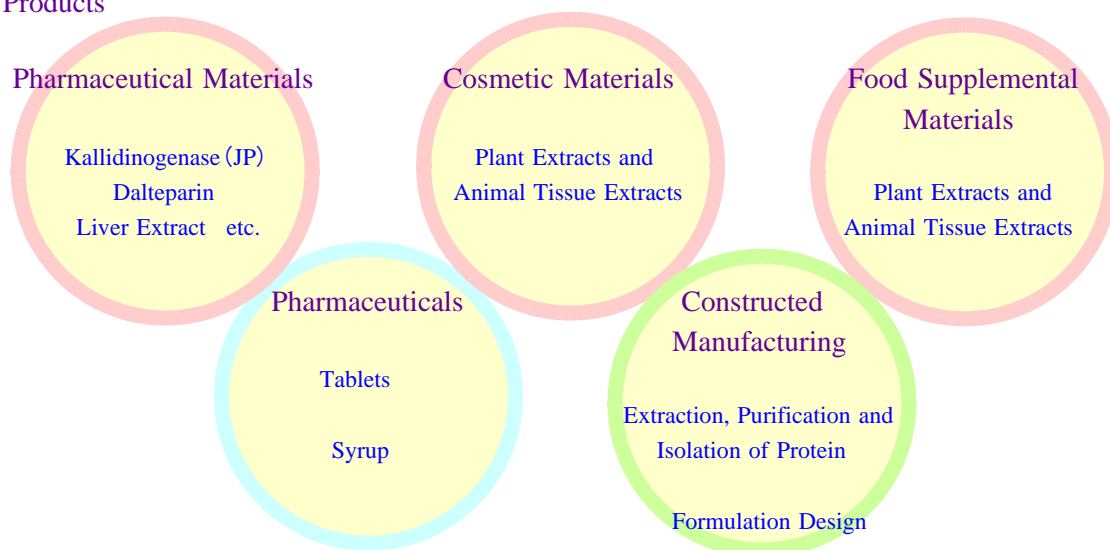 Products
Pharmaceutical Materials
Kallidinogenase（JP）
Dalteparin
Liver Extract etc.
Cosmetic Materials
Plant Extracts and
Animal Tissue Extracts
Food Supplemental
Materials
Plant Extracts and
Animal Tissue Extracts
Pharmaceuticals
Tablets
Syrup
Constructed
Manufacturing
Extraction, Purification and
Isolation of Protein
Formulation Design